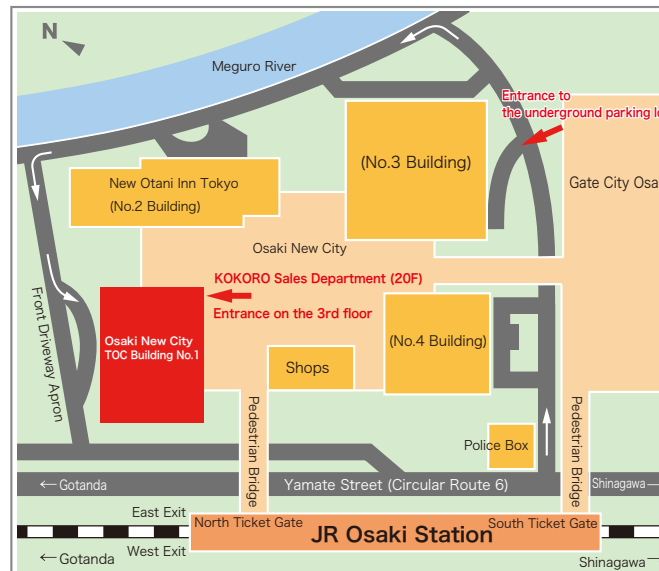 N
Meguro River
Entrance to
the underground parking lo
(No.3 Building)
New Otani Inn Tokyo
(No.2 Building)
Gate City Osa
Osaki New City
KOKORO Sales Department (20F)
Entrance on the 3rd floor
Front Driveway Apron
Osaki New City
TOC Building No.1
(No.4 Building)
Shops
Pedestrian Bridge
Pedestrian Bridge
Police Box
←Gotanda
Yamate Street (Circular Route 6)
Shinagawa→
East Exit
North Ticket Gate
South Ticket Gate
JR Osaki Station
West Exit
←Gotanda
Shinagawa→